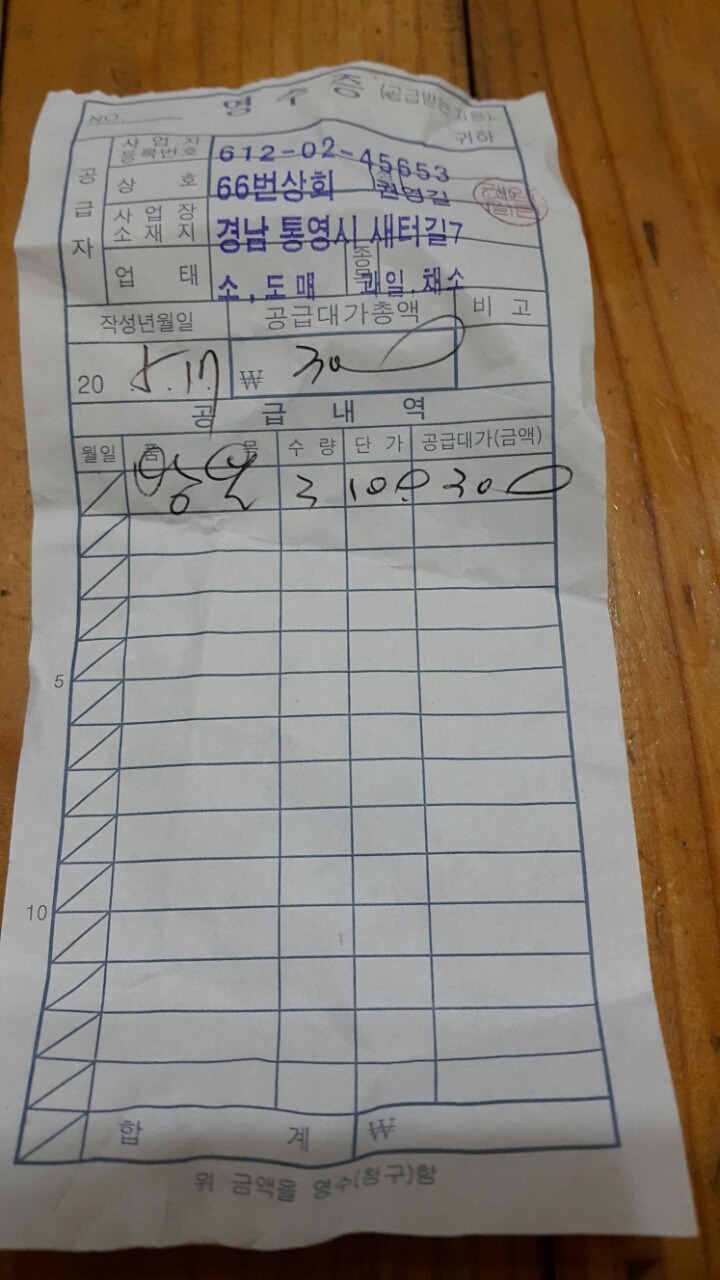 NO.
영 수 증 (공급받는자용)
귀하
공급자
사업자등록번호 612-02-45653
상 호 66번상회 권영길
사업장소재지 경남 통영시 새터길7
업 태 소, 도매 종목 과일, 채소
작성년월일 공급대가총액 비 고
20 5. 17 ₩ 30
공 급 내 역
월일 품 목 수 량 단 가 공급대가(금액)
3 100 300
5
10
합 계 ₩
위 금액을 영수(청구)함